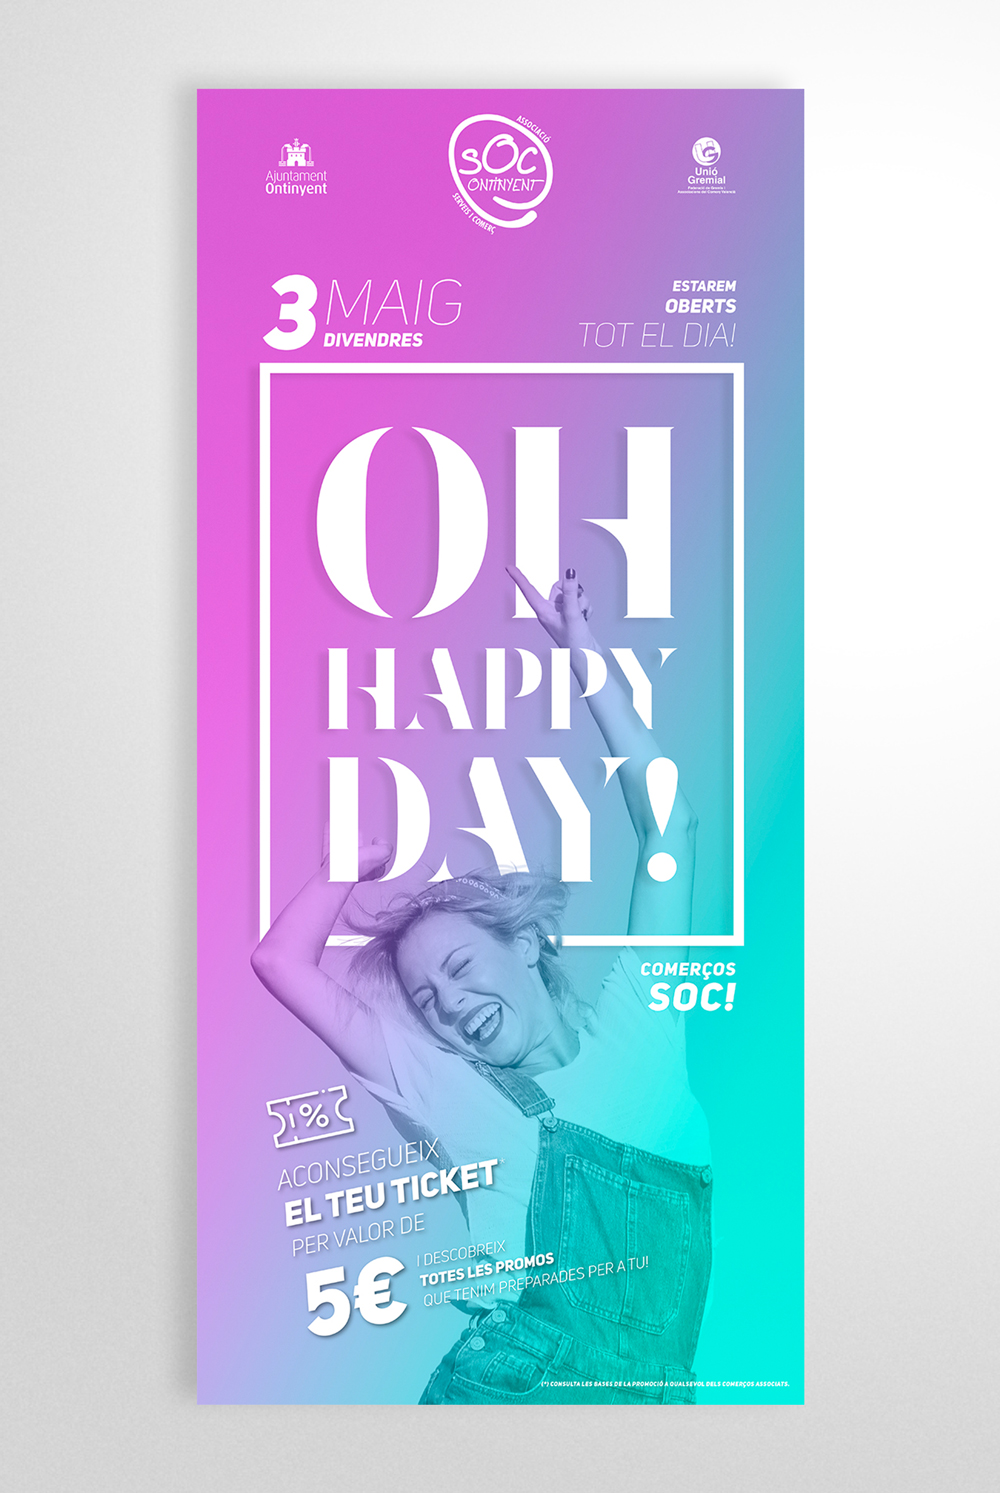 Ajuntament
Ontinyent
ASSOCIACIÓ
SOC
ONTINYENT
SERVEIS I COMERÇ
Unió
Gremial
3 MAIG
DIVENDRES
ESTAREM
OBERTS
TOT EL DIA!
OH
HAPPY
DAY!
COMERÇOS
SOC!
1%
ACONSEGUEIX
EL TEU TICKET*
PER VALOR DE
5€
I DESCOBREIX
TOTES LES PROMOS
QUE TENIM PREPARADES PER A TU!
(*) CONSULTA LES BASES DE LA PROMOCIÓ A QUALSEVOL DELS COMERÇOS ASSOCIATS.